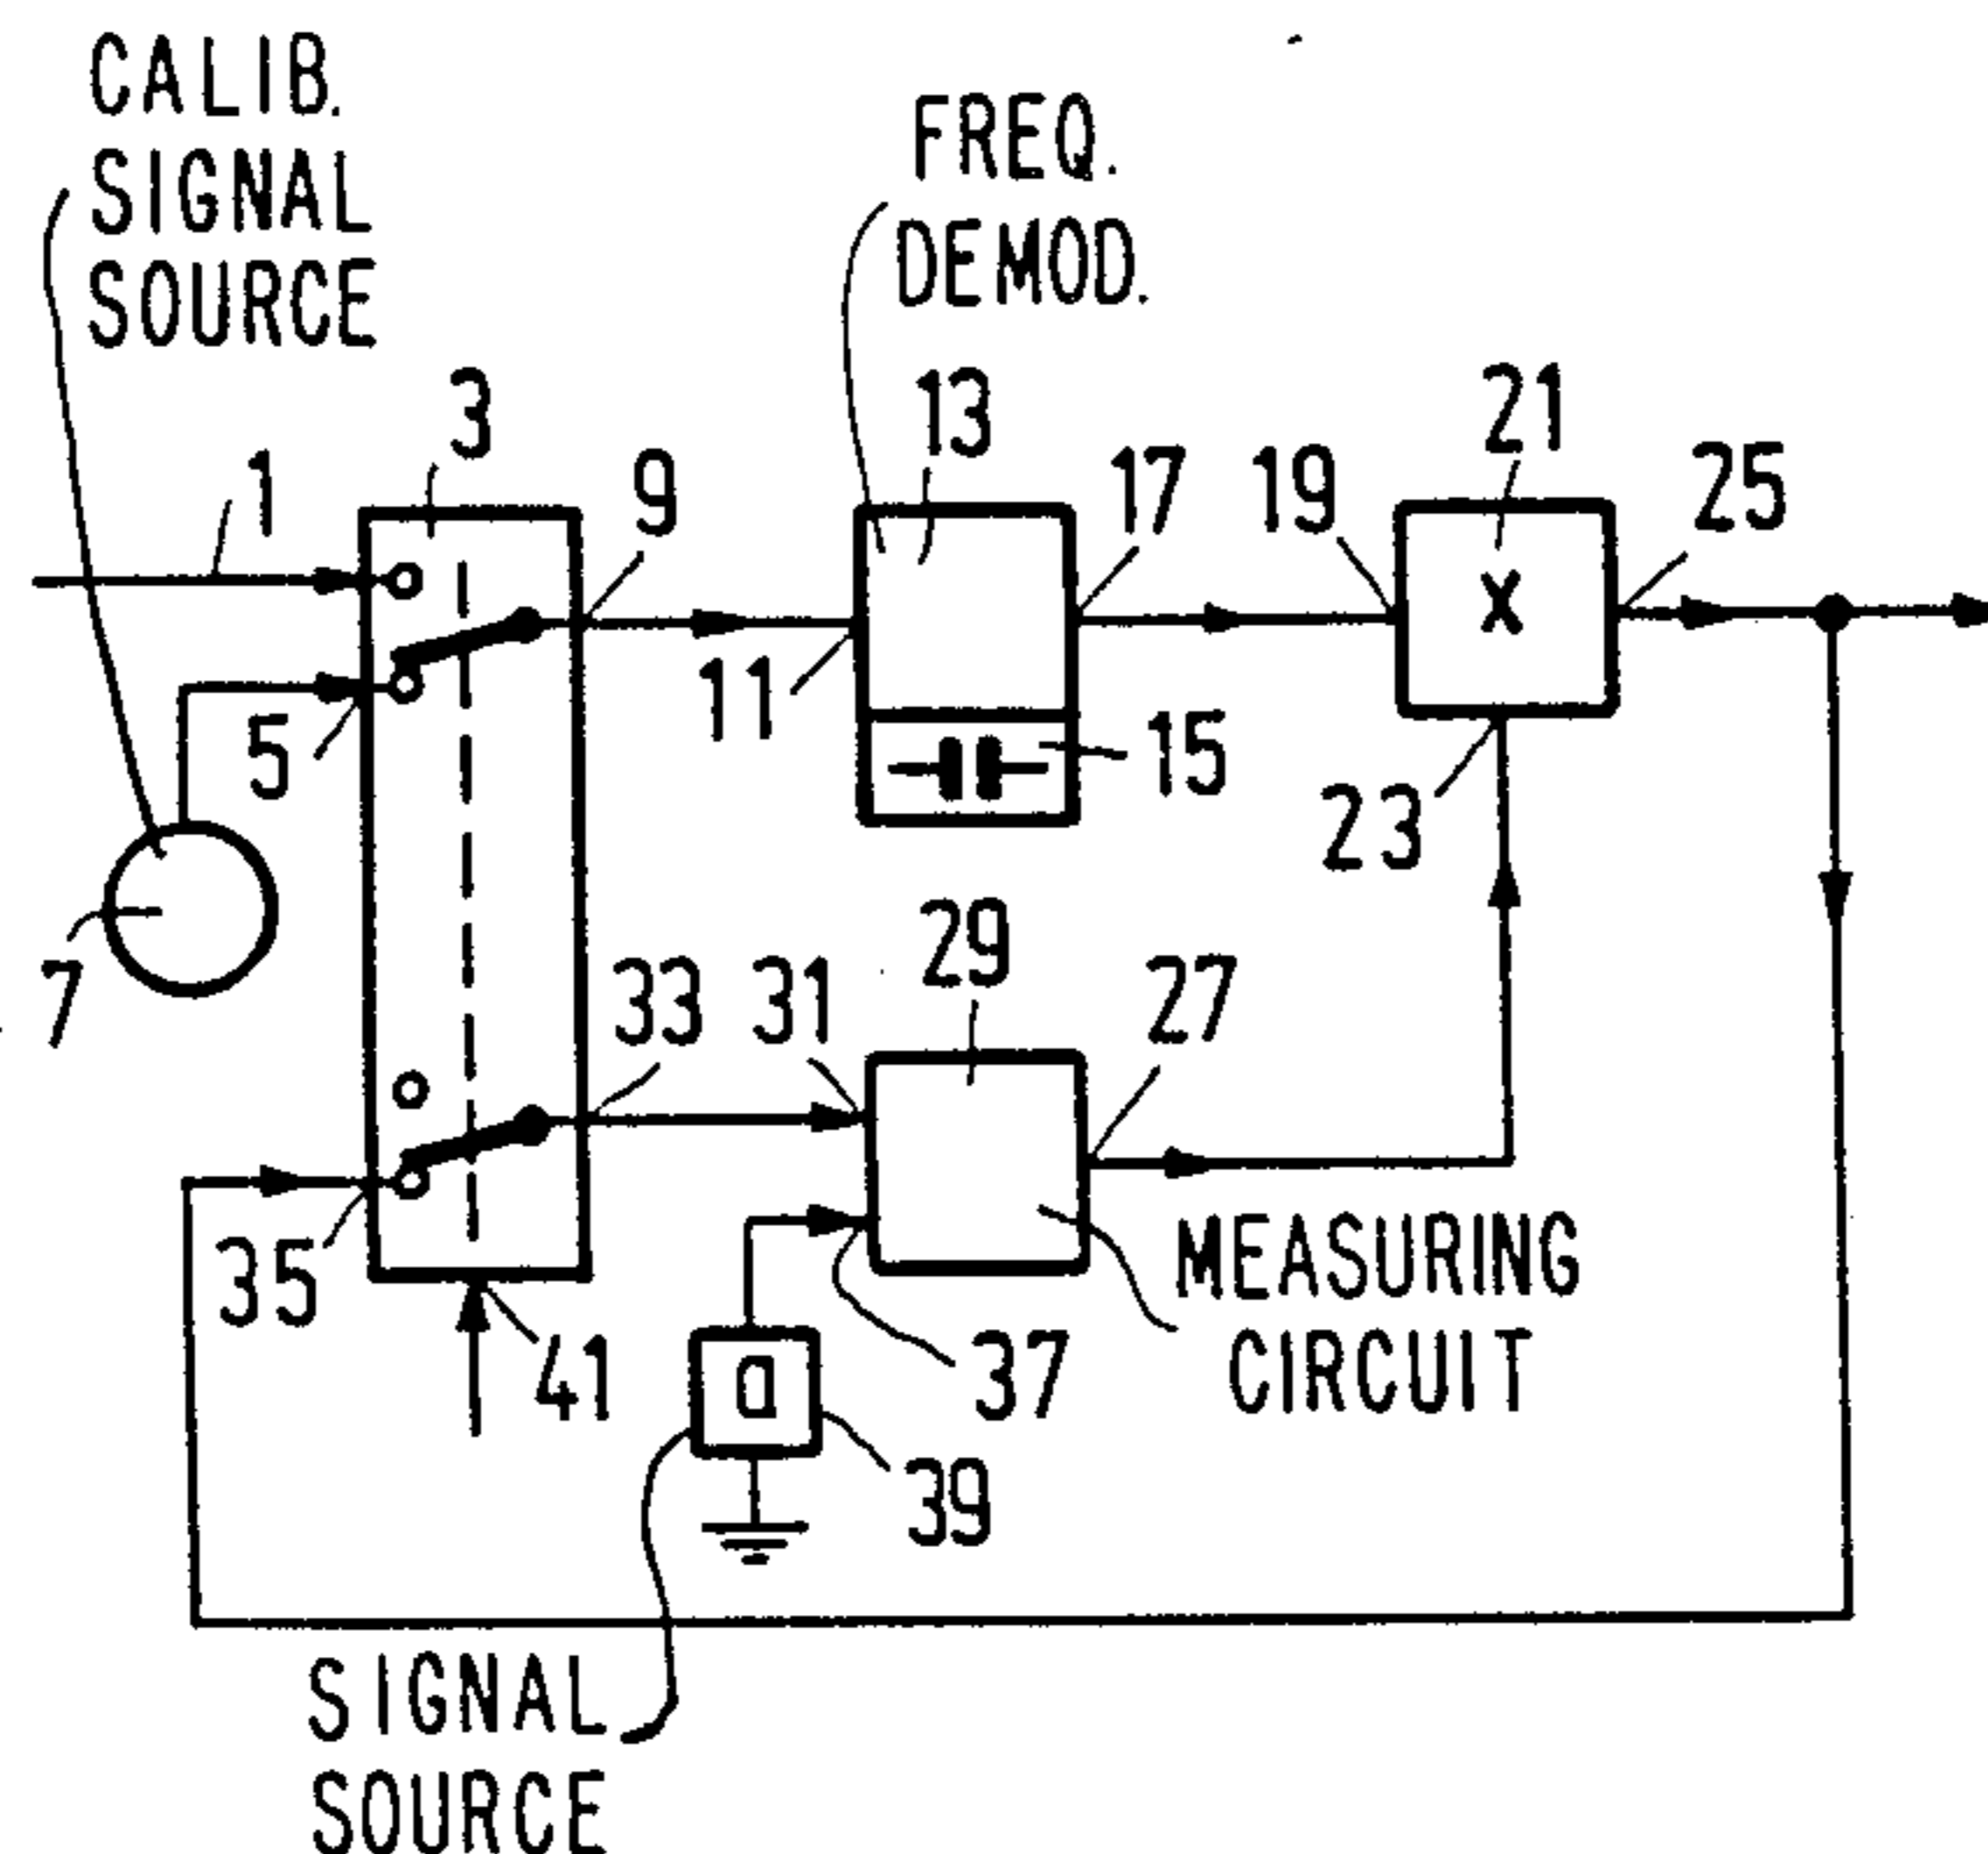 CALIB.
SIGNAL
SOURCE
FREQ.
DEMOD.
3
13
21
1
9
17
19
25
11
5
15
23
7
29
33
31
27
35
41
37
MEASURING
CIRCUIT
a
39
SIGNAL
SOURCE
X